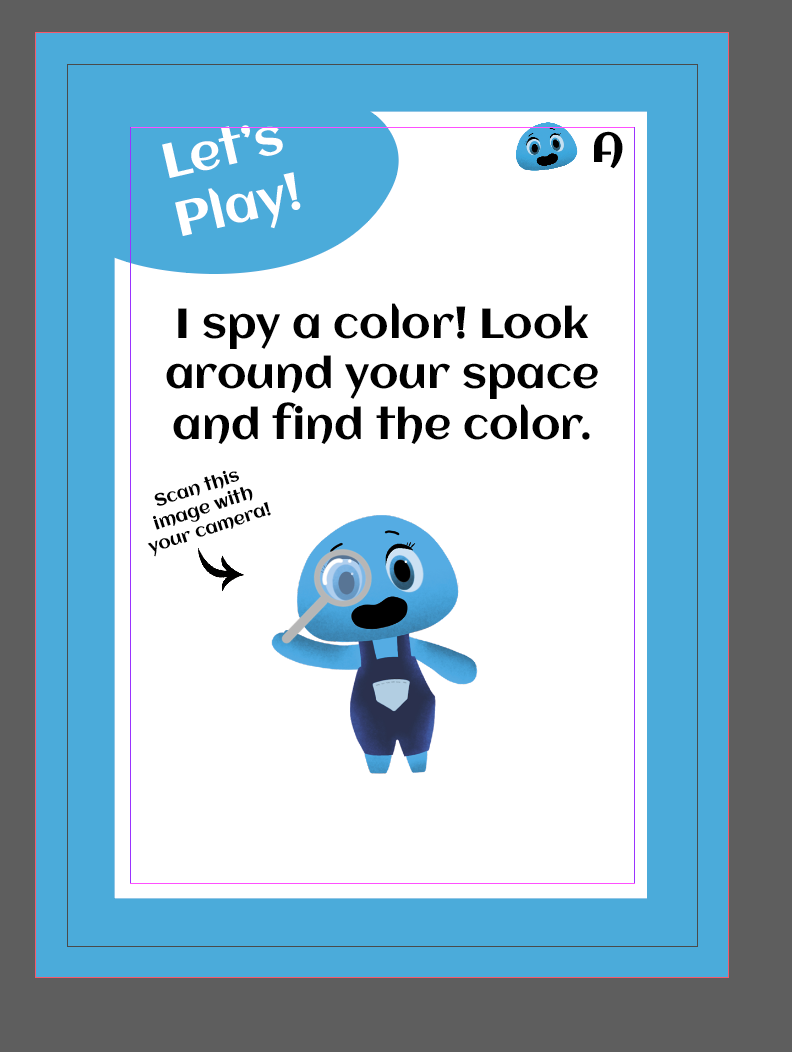 Let's
Play!
A
I spy a color! Look
around your space
and find the color.
Scan this
image with
your camera!